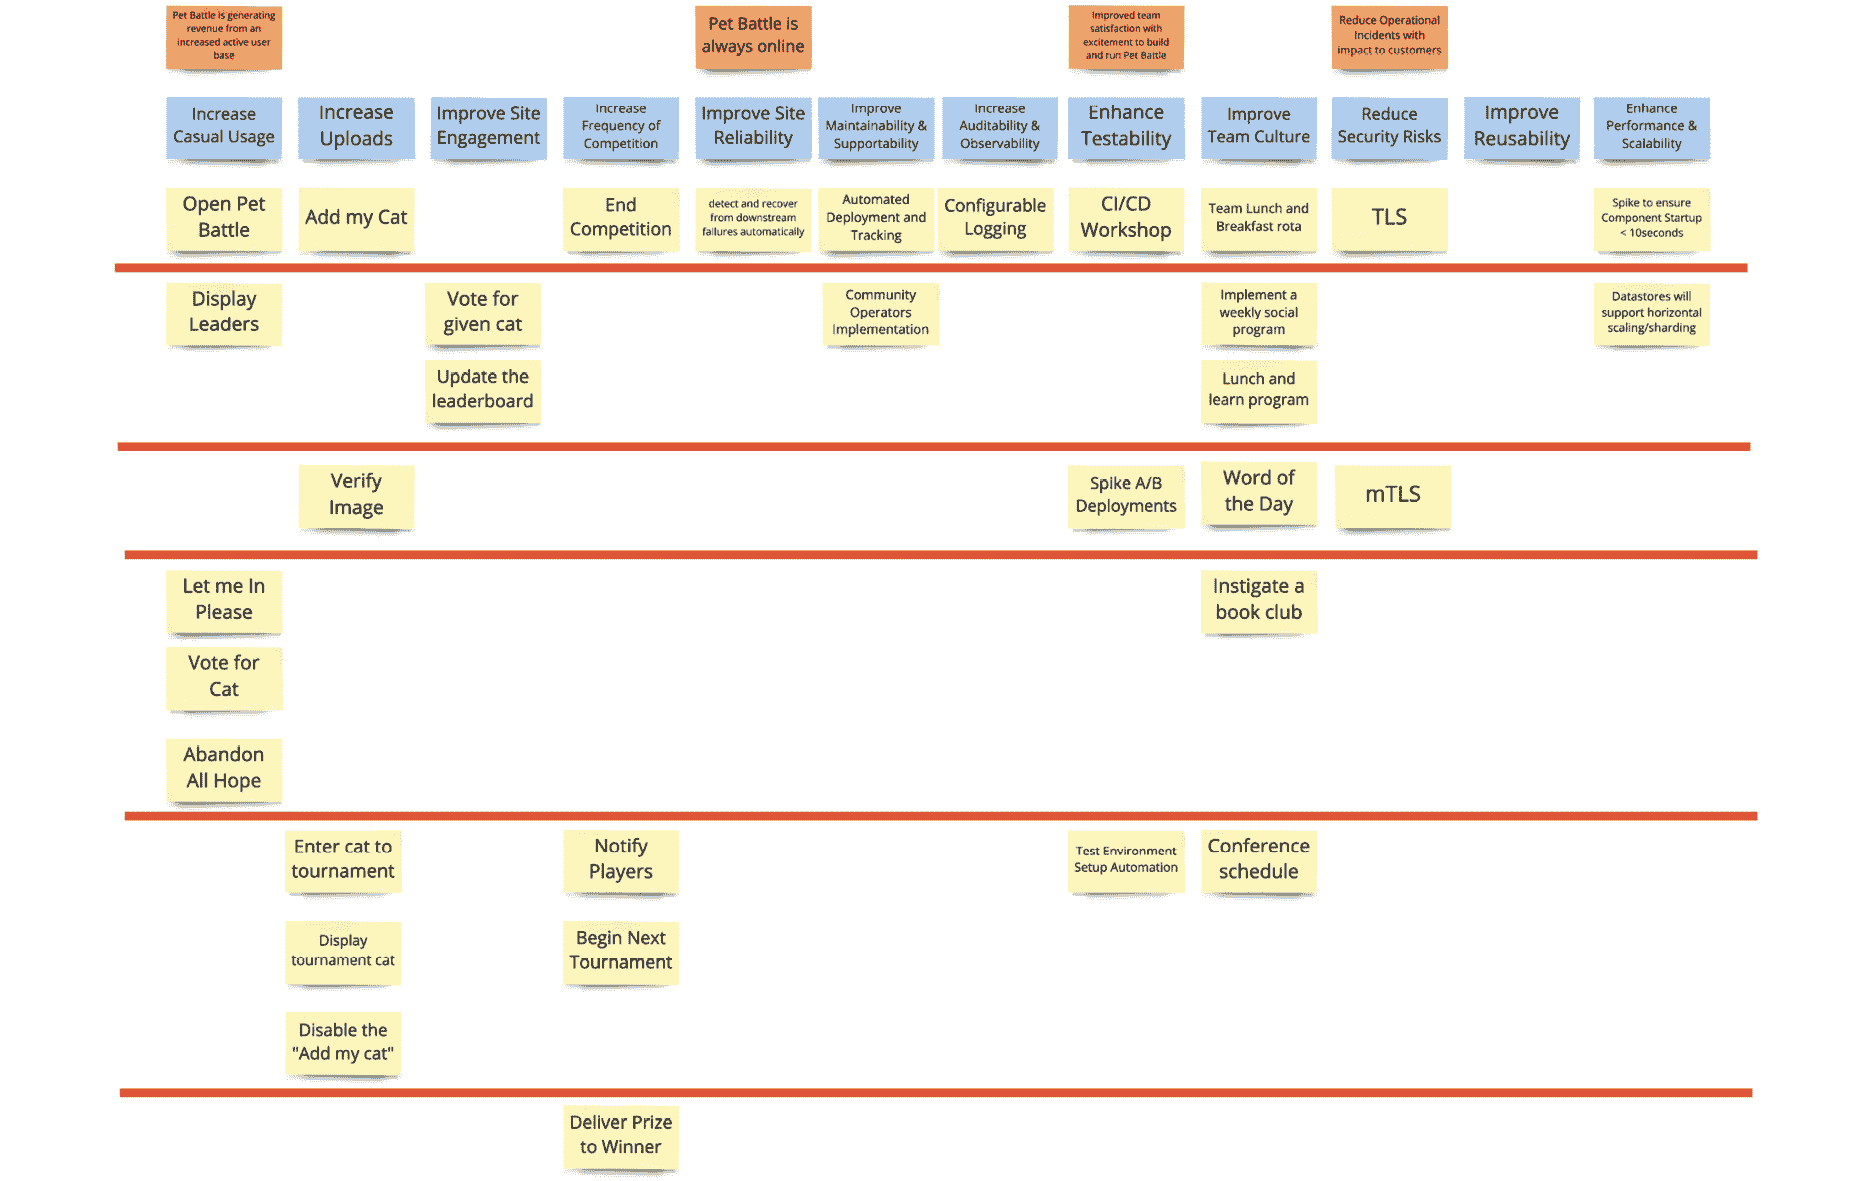 Pet Battle is generating
revenue from an
increased active user
base
Pet Battle is
always online
Improved team
satisfaction with
excitement to build
and run Pet Battle
Reduce Operational
Incidents with
impact to customers
Increase
Casual Usage
Increase
Uploads
Improve Site
Engagement
Increase
Frequency of
Competition
Improve Site
Reliability
Improve
Maintainability &
Supportability
Increase
Auditability &
Observability
Enhance
Testability
Improve
Team Culture
Reduce
Security Risks
Improve
Reusability
Enhance
Performance &
Scalability
Open Pet
Battle
Add my Cat
End
Competition
detect and recover
from downstream
failures automatically
Automated
Deployment and
Tracking
Configurable
Logging
CI/CD
Workshop
Team Lunch and
Breakfast rota
TLS
Spike to ensure
Component Startup
< 10seconds
Display
Leaders
Vote for
given cat
Community
Operators
Implementation
Implement a
weekly social
program
Datastores will
support horizontal
scaling/sharding
Update the
leaderboard
Lunch and
learn program
Verify
Image
Spike A/B
Deployments
Word of
the Day
mTLS
Let me In
Please
Instigate a
book club
Vote for
Cat
Abandon
All Hope
Enter cat to
tournament
Notify
Players
Test Environment
Setup Automation
Conference
schedule
Display
tournament cat
Begin Next
Tournament
Disable the
"Add my cat"
Deliver Prize
to Winner